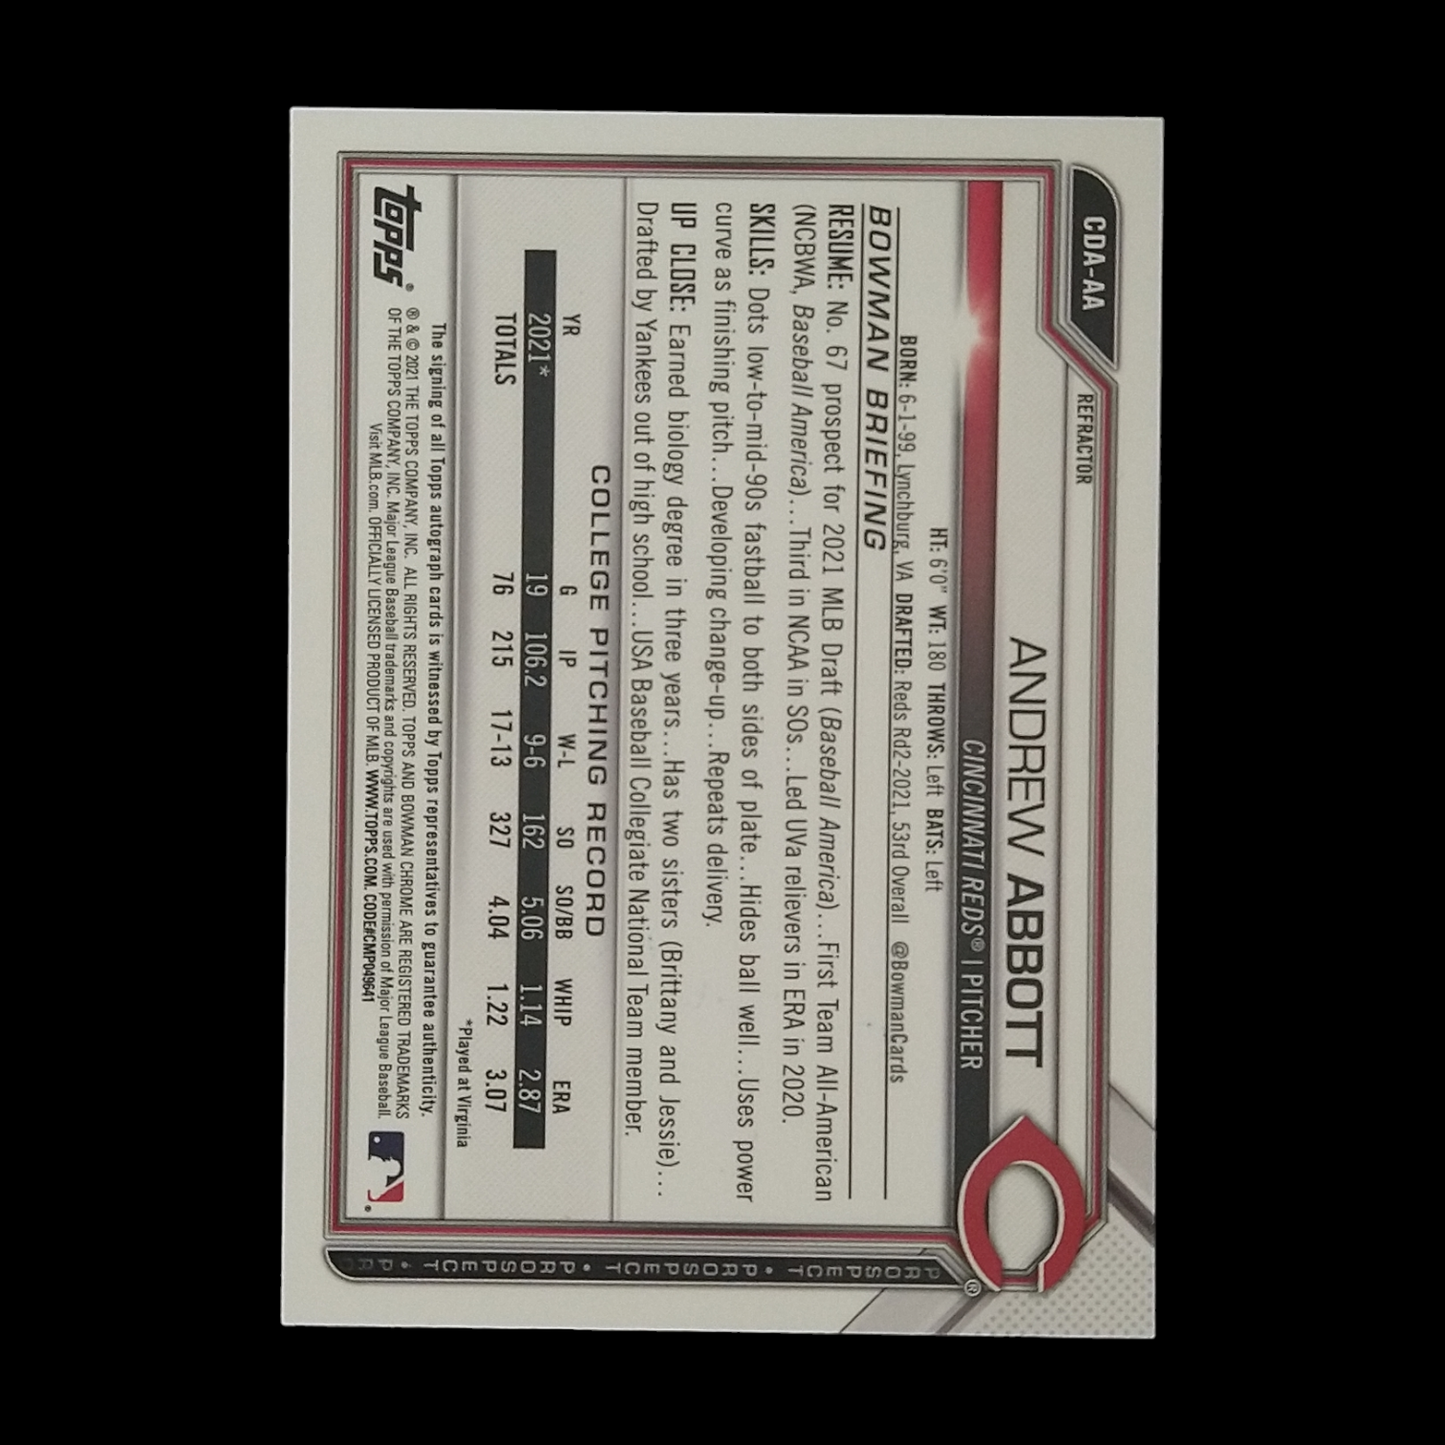 CDA-AA
REFRACTOR
ANDREW ABBOTT
CINCINNATI REDS® | PITCHER
HT: 6'0" WT: 180 THROWS: Left BATS: Left
BORN: 6-1-99, Lynchburg, VA DRAFTED: Reds Rd2-2021, 53rd Overall @BowmanCards
BOWMAN BRIEFING
RESUME: No. 67 prospect for 2021 MLB Draft (Baseball America)...First Team All-American
(NCBWA, Baseball America)...Third in NCAA in SOs...Led UVa relievers in ERA in 2020.
SKILLS: Dots low-to-mid-90s fastball to both sides of plate...Hides ball well...Uses power
curve as finishing pitch...Developing change-up...Repeats delivery.
UP CLOSE: Earned biology degree in three years...Has two sisters (Brittany and Jessie)...
Drafted by Yankees out of high school...USA Baseball Collegiate National Team member.
COLLEGE PITCHING RECORD
YR G IP W-L SO SO/BB WHIP ERA
2021* 19 106.2 9-6 162 5.06 1.14 2.87
TOTALS 76 215 17-13 327 4.04 1.22 3.07
*Played at Virginia
The signing of all Topps autograph cards is witnessed by Topps representatives to guarantee authenticity.
topps®
® & © 2021 THE TOPPS COMPANY, INC. ALL RIGHTS RESERVED. TOPPS AND BOWMAN CHROME ARE REGISTERED TRADEMARKS
OF THE TOPPS COMPANY, INC. Major League Baseball trademarks and copyrights are used with permission of Major League Baseball.
Visit MLB.com. OFFICIALLY LICENSED PRODUCT OF MLB. WWW.TOPPS.COM. CODE#CMP049641
®
®
PROSPECT • PROSPECT • PROSPECT • PR